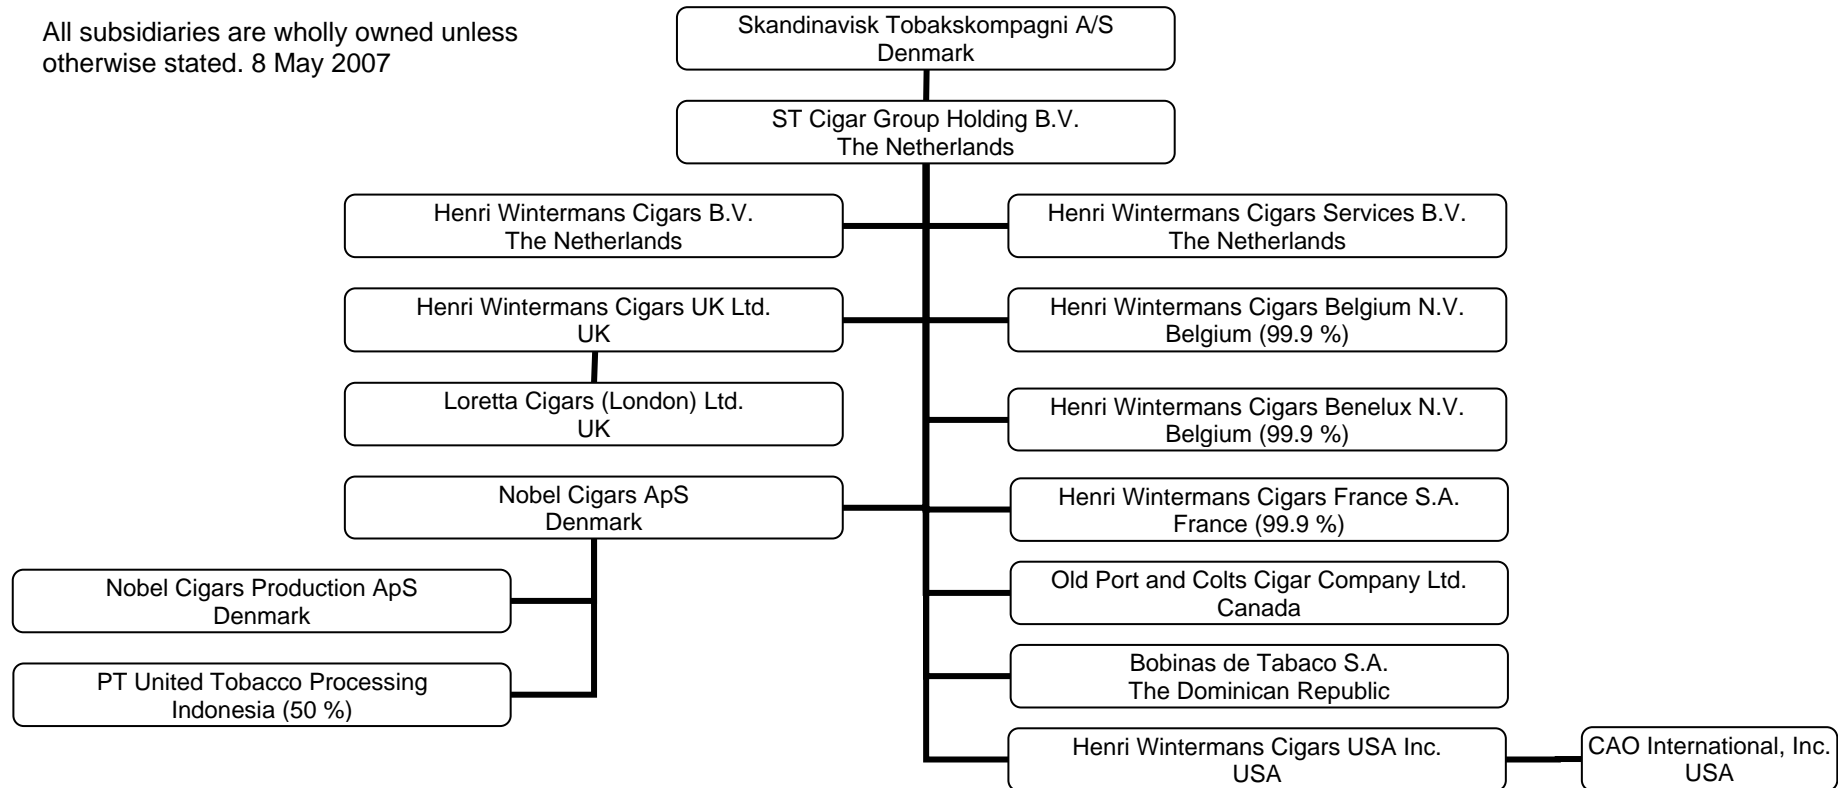 All subsidiaries are wholly owned unless
otherwise stated. 8 May 2007
Skandinavisk Tobakskompagni A/S
Denmark
ST Cigar Group Holding B.V.
The Netherlands
Henri Wintermans Cigars B.V.
The Netherlands
Henri Wintermans Cigars Services B.V.
The Netherlands
Henri Wintermans Cigars UK Ltd.
UK
Henri Wintermans Cigars Belgium N.V.
Belgium (99.9 %)
Loretta Cigars (London) Ltd.
UK
Henri Wintermans Cigars Benelux N.V.
Belgium (99.9 %)
Nobel Cigars ApS
Denmark
Henri Wintermans Cigars France S.A.
France (99.9 %)
Nobel Cigars Production ApS
Denmark
Old Port and Colts Cigar Company Ltd.
Canada
PT United Tobacco Processing
Indonesia (50 %)
Bobinas de Tabaco S.A.
The Dominican Republic
Henri Wintermans Cigars USA Inc.
USA
CAO International, Inc.
USA